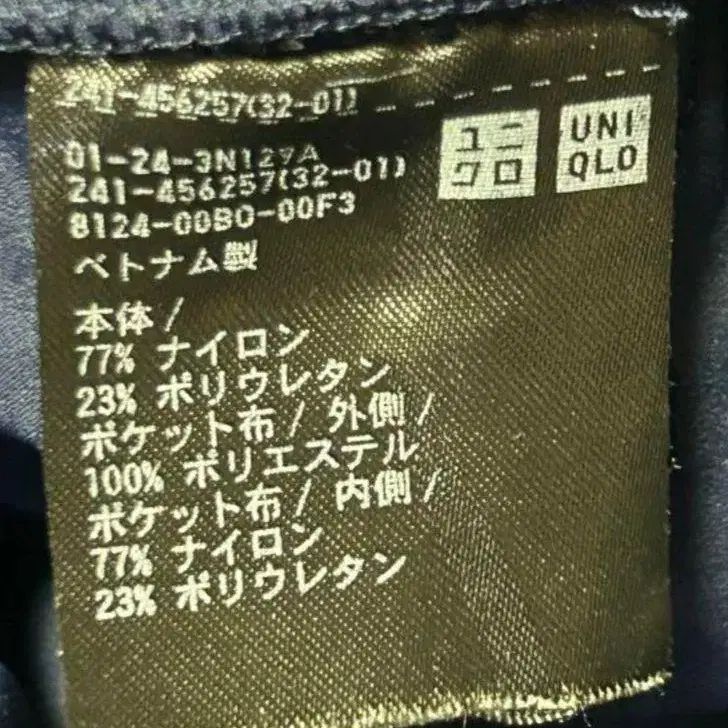 241-456257(32-01)
ユニ
クロ
UNI
QLO
01-24-3N127A
241-456257(32-01)
8124-00B0-00F3
ベトナム製
本体/
77% ナイロン
23% ポリウレタン
ポケット布/ 外側/
100% ポリエステル
ポケット布/ 内側/
77% ナイロン
23% ポリウレタン